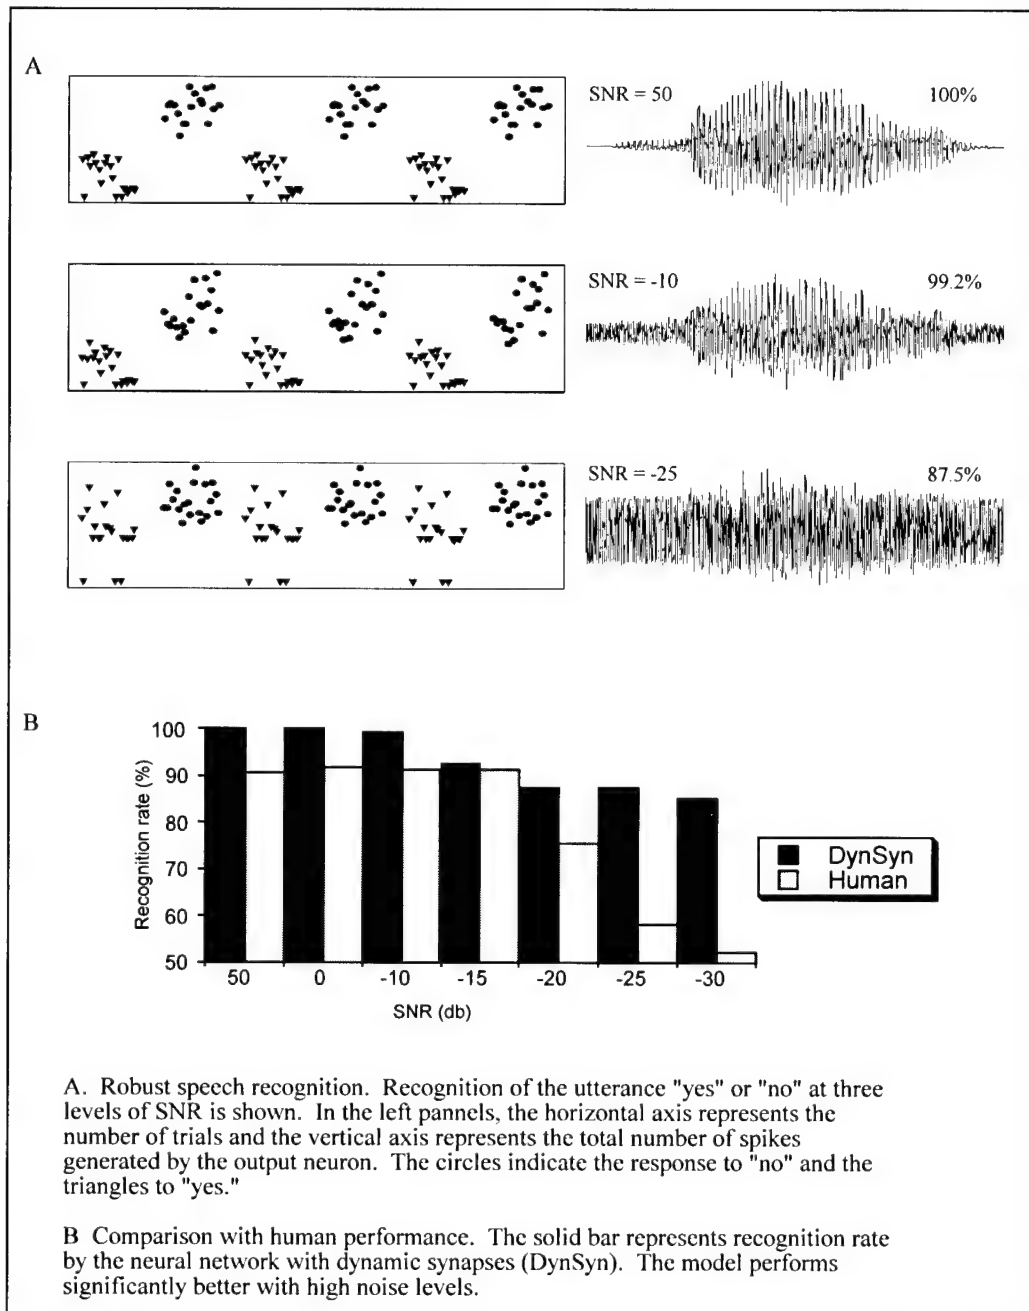 A
SNR = 50 100%
SNR = -10 99.2%
SNR = -25 87.5%
B
Recognition rate (%)
100
90
80
70
60
50
50 0 -10 -15 -20 -25 -30
SNR (db)
DynSyn
Human
A. Robust speech recognition. Recognition of the utterance "yes" or "no" at three
levels of SNR is shown. In the left pannels, the horizontal axis represents the
number of trials and the vertical axis represents the total number of spikes
generated by the output neuron. The circles indicate the response to "no" and the
triangles to "yes."
B Comparison with human performance. The solid bar represents recognition rate
by the neural network with dynamic synapses (DynSyn). The model performs
significantly better with high noise levels.